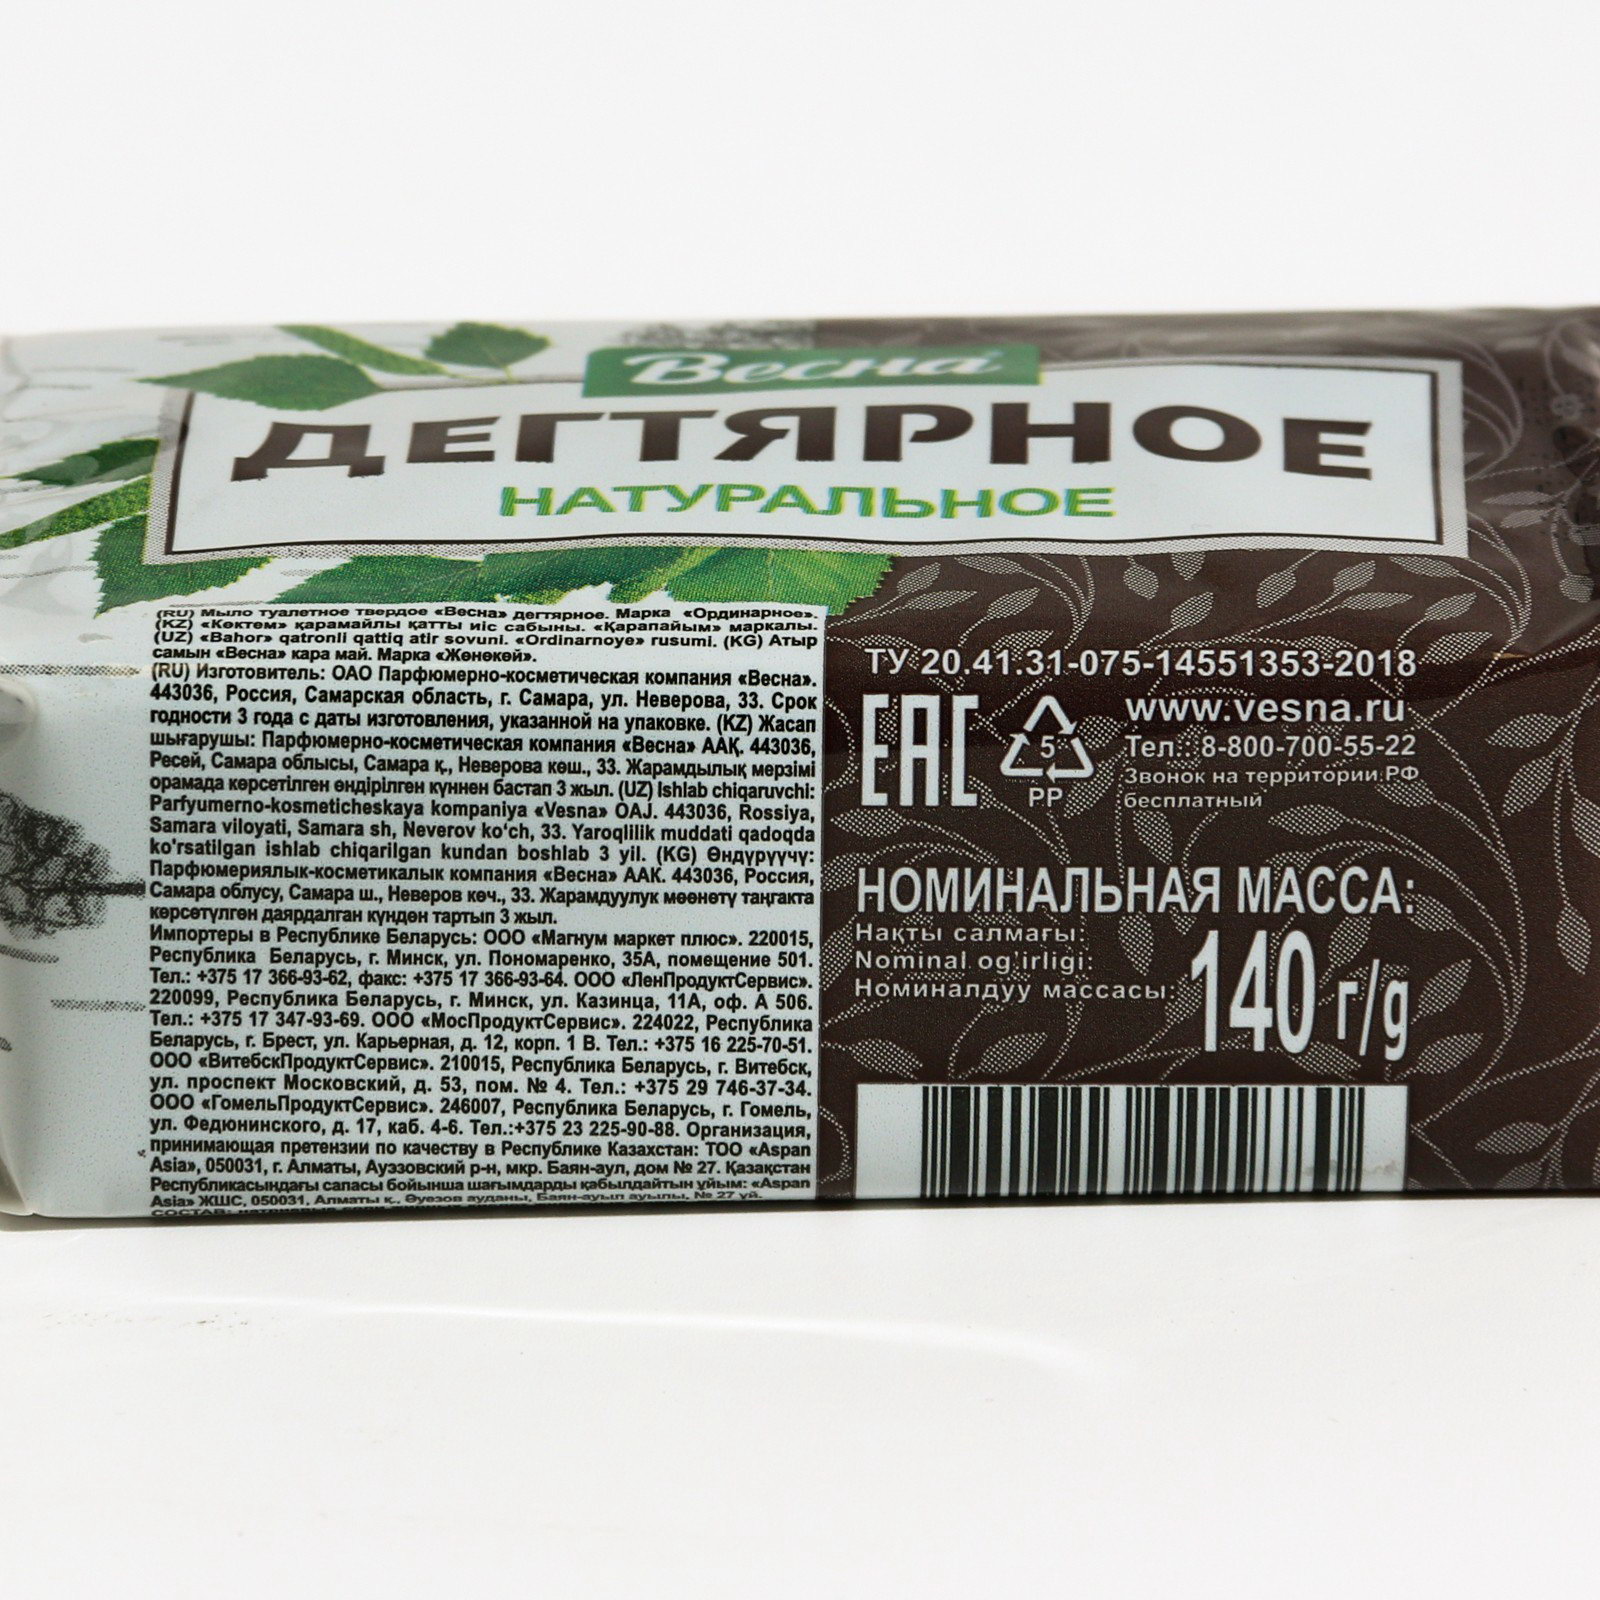 Весна
ДЕГТЯРНОЕ
НАТУРАЛЬНОЕ
(RU) Мыло туалетное твердое «Весна» дегтярное. Марка «Ординарное».
(KZ) «Көктем» қарамайлы қатты иіс сабыны. «Қарапайым» маркалы.
(UZ) «Bahor» qatronli qattiq atir sovuni. «Ordinarnoye» rusumi. (KG) Атыр
самын «Весна» кара май. Марка «Жөнөкөй».
(RU) Изготовитель: ОАО Парфюмерно-косметическая компания «Весна».
443036, Россия, Самарская область, г. Самара, ул. Неверова, 33. Срок
годности 3 года с даты изготовления, указанной на упаковке. (KZ) Жасап
шығарушы: Парфюмерно-косметическая компания «Весна» ААҚ. 443036,
Ресей, Самара облысы, Самара қ., Неверова көш., 33. Жарамдылық мерзімі
орамада көрсетілген өндірілген күннен бастап 3 жыл. (UZ) Ishlab chiqaruvchi:
Parfyumerno-kosmeticheskaya kompaniya «Vesna» OAJ. 443036, Rossiya,
Samara viloyati, Samara sh, Neverov ko'ch, 33. Yaroqlilik muddati qadoqda
ko'rsatilgan ishlab chiqarilgan kundan boshlab 3 yil. (KG) Өндүрүүчү:
Парфюмериялык-косметикалык компания «Весна» ААК. 443036, Россия,
Самара облусу, Самара ш., Неверов көч., 33. Жарамдуулук мөөнөтү таңгакта
көрсөтүлгөн даярдалган күндөн тартып 3 жыл.
Импортеры в Республике Беларусь: ООО «Магнум маркет плюс». 220015,
Республика Беларусь, г. Минск, ул. Пономаренко, 35А, помещение 501.
Тел.: +375 17 366-93-62, факс: +375 17 366-93-64. ООО «ЛенПродуктСервис».
220099, Республика Беларусь, г. Минск, ул. Казинца, 11А, оф. А 506.
Тел.: +375 17 347-93-69. ООО «МосПродуктСервис». 224022, Республика
Беларусь, г. Брест, ул. Карьерная, д. 12, корп. 1 В. Тел.: +375 16 225-70-51.
ООО «ВитебскПродуктСервис». 210015, Республика Беларусь, г. Витебск,
ул. проспект Московский, д. 53, пом. № 4. Тел.: +375 29 746-37-34.
ООО «ГомельПродуктСервис». 246007, Республика Беларусь, г. Гомель,
ул. Федюнинского, д. 17, каб. 4-6. Тел.:+375 23 225-90-88. Организация,
принимающая претензии по качеству в Республике Казахстан: ТОО «Aspan
Asia», 050031, г. Алматы, Ауэзовский р-н, мкр. Баян-аул, дом № 27. Қазақстан
Республикасындағы сапасы бойынша шағымдарды қабылдайтын ұйым: «Aspan
Asia» ЖШС, 050031, Алматы қ., Әуезов ауданы, Баян-ауыл ауылы, № 27 үй.
СОСТАВ:
ТУ 20.41.31-075-14551353-2018
EAC
5
PP
www.vesna.ru
Тел.: 8-800-700-55-22
Звонок на территории РФ
бесплатный
НОМИНАЛЬНАЯ МАССА:
Нақты салмағы:
Nominal og'irligi:
Номиналдуу массасы:
140 г/g